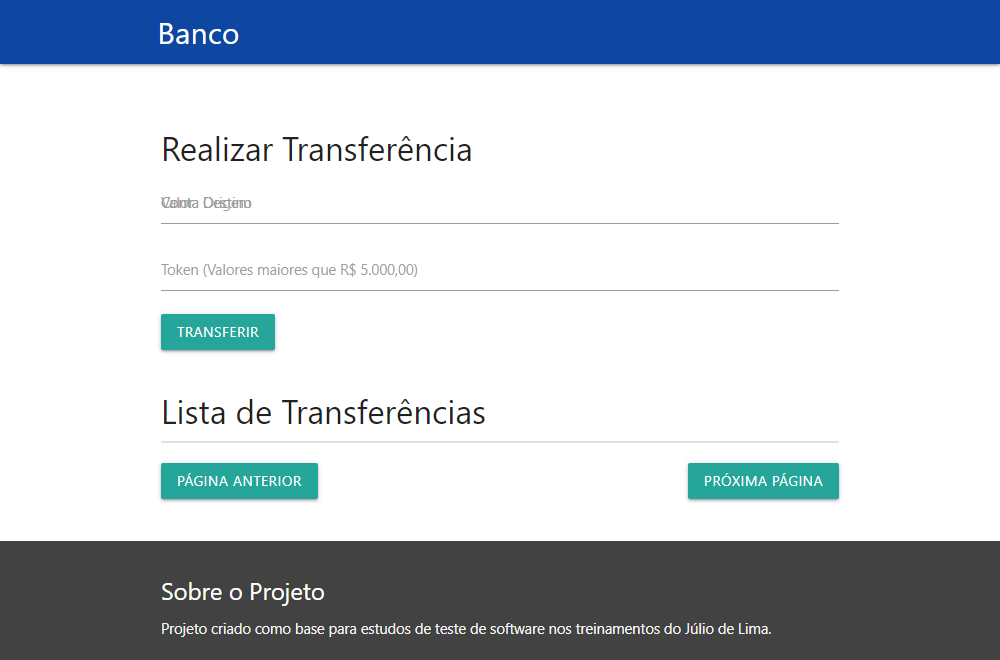 Banco
Realizar Transferência
Token (Valores maiores que R$ 5.000,00)
TRANSFERIR
Lista de Transferências
PÁGINA ANTERIOR
PRÓXIMA PÁGINA
Sobre o Projeto
Projeto criado como base para estudos de teste de software nos treinamentos do Júlio de Lima.